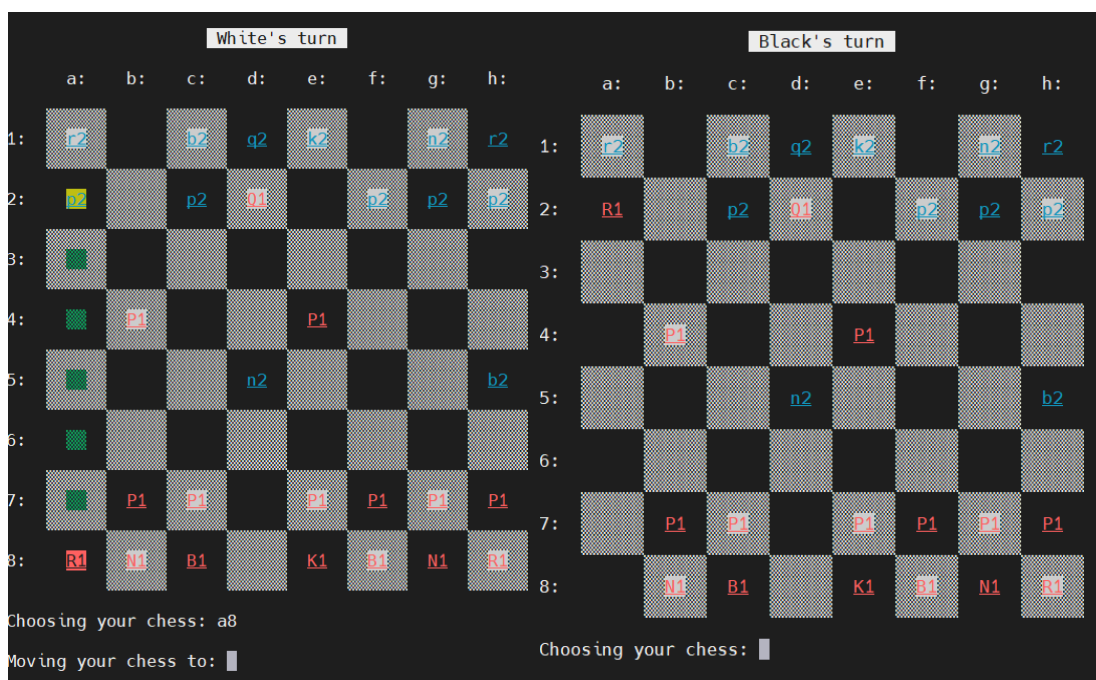 White's turn
a: b: c: d: e: f: g: h:
1: r2 b2 q2 k2 n2 r2
2: p2 p2 Q1 p2 p2 p2
3:
4: P1 P1
5: n2 b2
6:
7: P1 P1 P1 P1 P1 P1
8: R1 N1 B1 K1 B1 N1 R1
Choosing your chess: a8
Moving your chess to:
Black's turn
a: b: c: d: e: f: g: h:
1: r2 b2 q2 k2 n2 r2
2: R1 p2 Q1 p2 p2 p2
3:
4: P1 P1
5: n2 b2
6:
7: P1 P1 P1 P1 P1 P1
8: N1 B1 K1 B1 N1 R1
Choosing your chess: